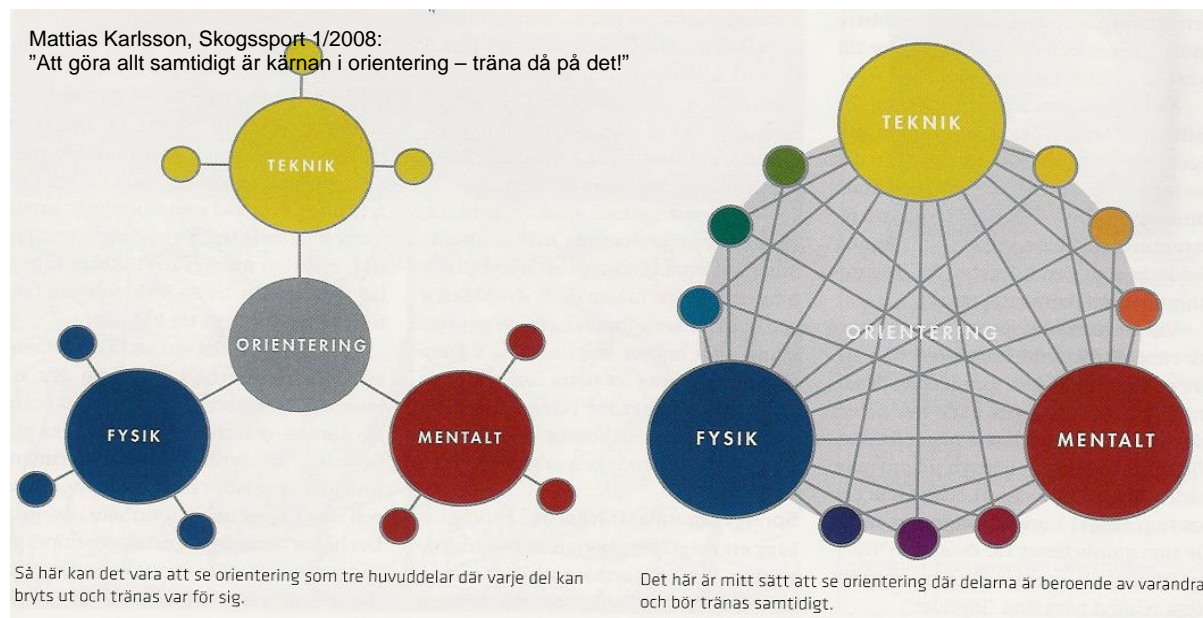 Mattias Karlsson, Skogssport 1/2008:
”Att göra allt samtidigt är kärnan i orientering – träna då på det!”
TEKNIK
ORIENTERING
FYSIK
MENTALT
Så här kan det vara att se orientering som tre huvuddelar där varje del kan
bryts ut och tränas var för sig.
TEKNIK
ORIENTERING
FYSIK
MENTALT
Det här är mitt sätt att se orientering där delarna är beroende av varandra
och bör tränas samtidigt.